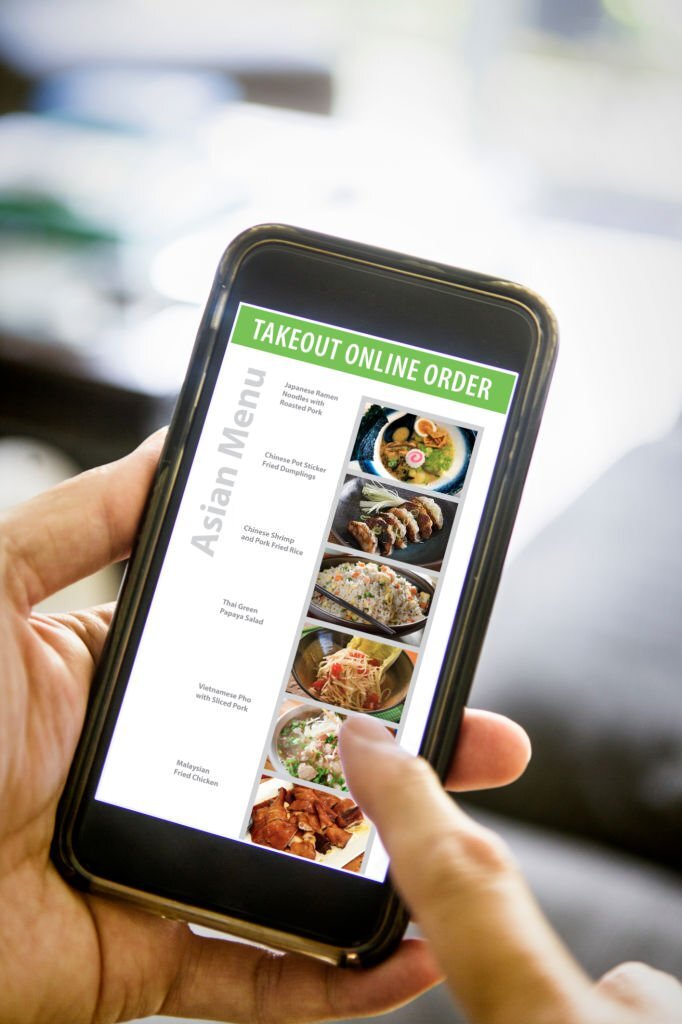 TAKEOUT ONLINE ORDER
Asian Menu
Japanese Ramen
Noodles with
Roasted Pork
Chinese Pot Sticker
Fried Dumplings
Chinese Shrimp
and Pork Fried Rice
Thai Green
Papaya Salad
Vietnamese Pho
with Sliced Pork
Malaysian
Fried Chicken